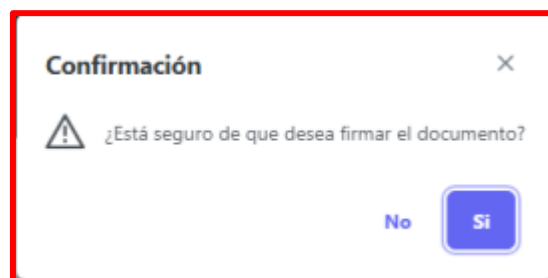 Confirmación
¿Está seguro de que desea firmar el documento?
No
Si